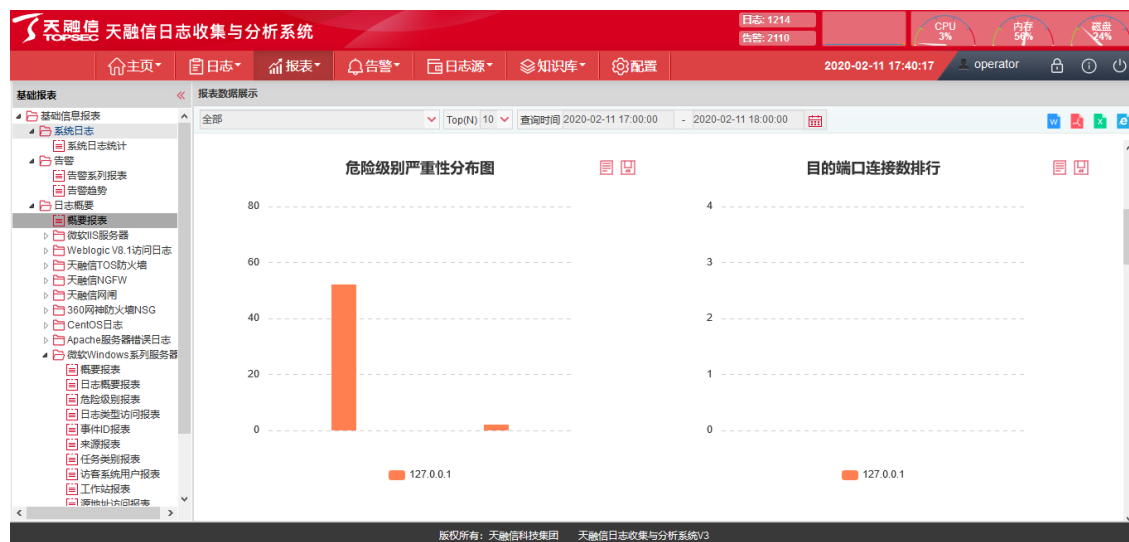 天融信 TOPSEC 天融信日志收集与分析系统
日志: 1214
告警: 2110
CPU 3%
内存 56%
磁盘 24%
主页 日志 报表 告警 日志源 知识库 配置 2020-02-11 17:40:17 operator
基础报表 «
报表数据展示
全部 Top(N) 10 查询时间 2020-02-11 17:00:00 - 2020-02-11 18:00:00
基础信息报表
系统日志
系统日志统计
告警
告警系列报表
告警趋势
日志概要
概要报表
微软IIS服务器
Weblogic V8.1访问日志
天融信TOS防火墙
天融信NGFW
天融信网闸
360网神防火墙NSG
CentOS日志
Apache服务器错误日志
微软Windows系列服务器
概要报表
日志概要报表
危险级别报表
日志类型访问报表
事件ID报表
来源报表
任务类别报表
访客系统用户报表
工作站报表
源地址访问报表
危险级别严重性分布图
80
60
40
20
0
127.0.0.1
目的端口连接数排行
4
3
2
1
0
127.0.0.1
版权所有: 天融信科技集团 天融信日志收集与分析系统V3